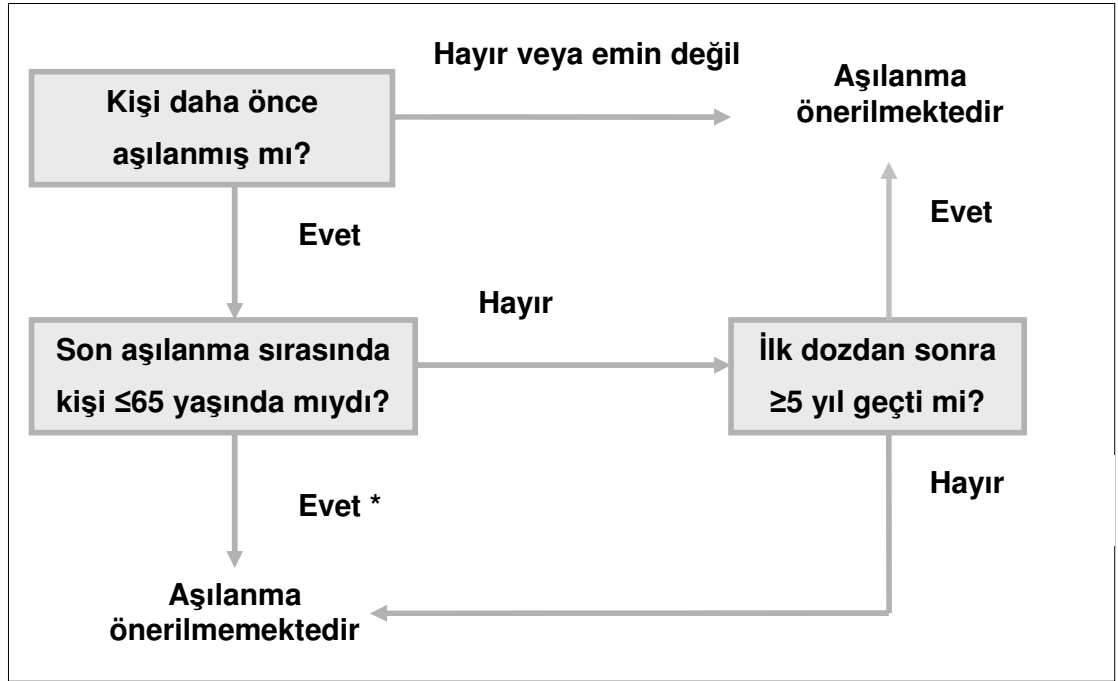 Hayır veya emin değil
Kişi daha önce
aşılanmış mı?
Aşılanma
önerilmektedir
Evet
Evet
Hayır
Son aşılanma sırasında
kişi ≤65 yaşında mıydı?
İlk dozdan sonra
≥5 yıl geçti mi?
Evet *
Hayır
Aşılanma
önerilmemektedir